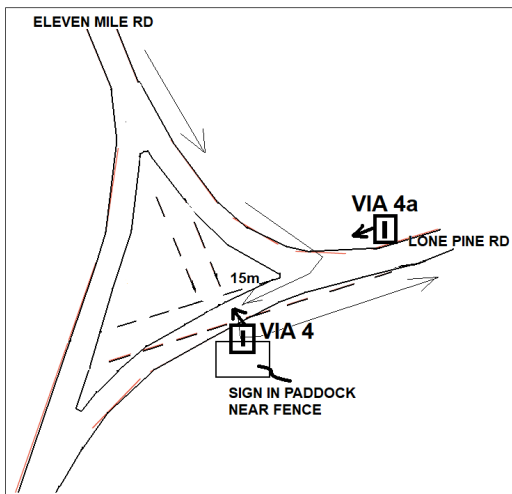 ELEVEN MILE RD
VIA 4a
I
LONE PINE RD
15m
I
VIA 4
SIGN IN PADDOCK
NEAR FENCE